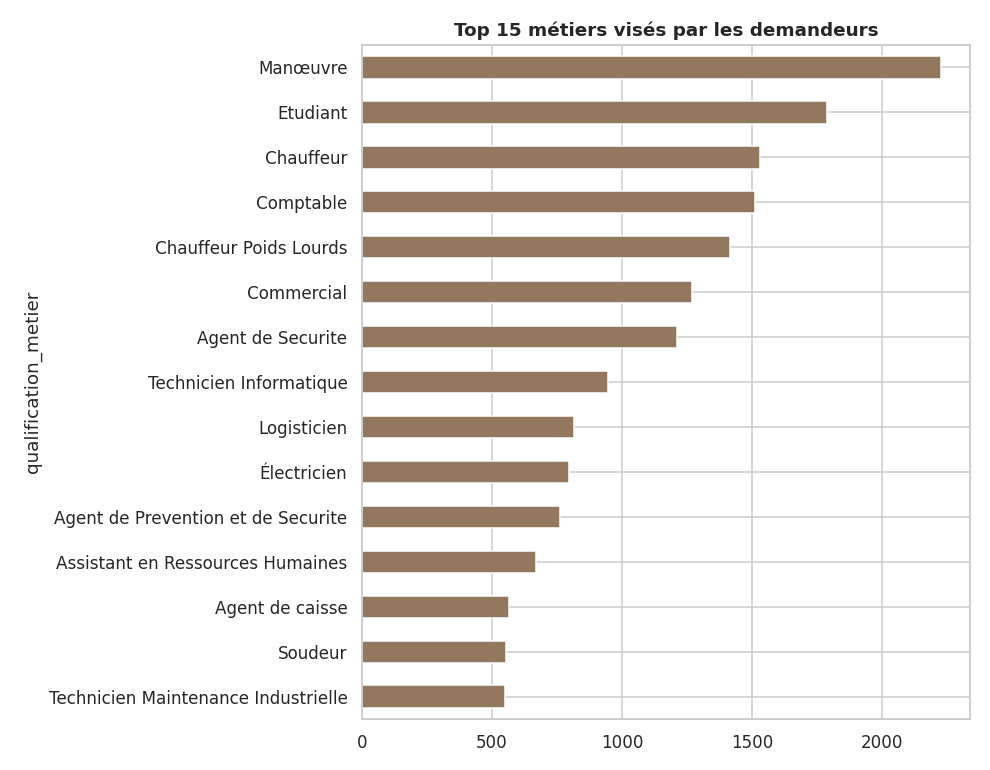 Top 15 métiers visés par les demandeurs
qualification_metier
Manœuvre
Etudiant
Chauffeur
Comptable
Chauffeur Poids Lourds
Commercial
Agent de Securite
Technicien Informatique
Logisticien
Électricien
Agent de Prevention et de Securite
Assistant en Ressources Humaines
Agent de caisse
Soudeur
Technicien Maintenance Industrielle
0 500 1000 1500 2000